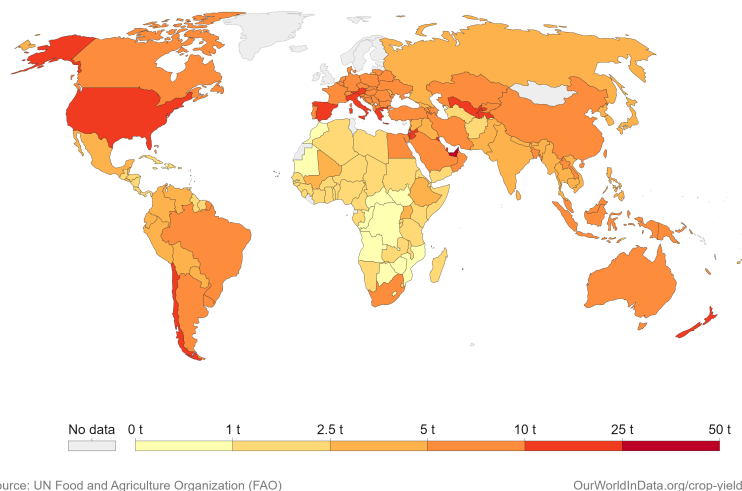 No data 0 t 1 t 2.5 t 5 t 10 t 25 t 50 t
ource: UN Food and Agriculture Organization (FAO) OurWorldInData.org/crop-yield